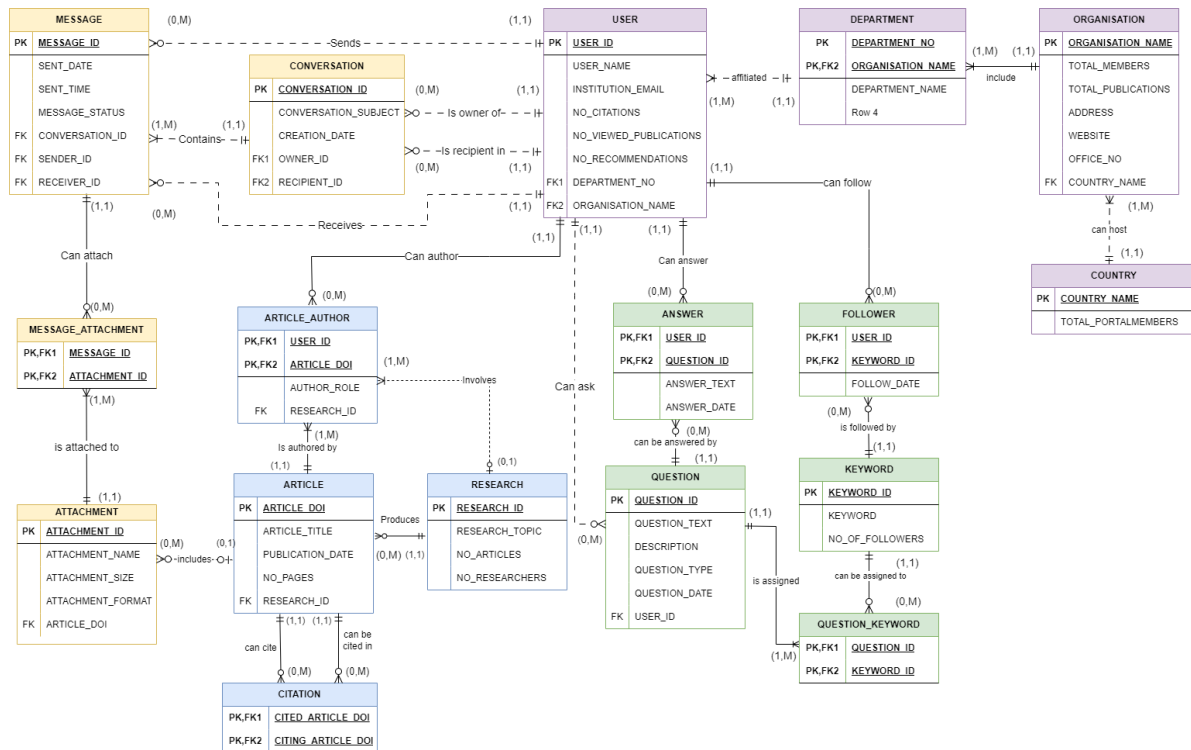 MESSAGE
PK MESSAGE_ID
SENT_DATE
SENT_TIME
MESSAGE_STATUS
FK CONVERSATION_ID
FK SENDER_ID
FK RECEIVER_ID
(0,M)
Sends
(1,1)
CONVERSATION
PK CONVERSATION_ID
CONVERSATION_SUBJECT
CREATION_DATE
FK1 OWNER_ID
FK2 RECIPIENT_ID
(1,M)
Contains
(1,1)
(0,M)
Is owner of
(1,1)
Is recipient in
(0,M)
(1,1)
(0,M)
Receives
(1,1)
USER
PK USER_ID
USER_NAME
INSTITUTION_EMAIL
NO_CITATIONS
NO_VIEWED_PUBLICATIONS
NO_RECOMMENDATIONS
FK1 DEPARTMENT_NO
FK2 ORGANISATION_NAME
affitiated
(1,M)
(1,1)
DEPARTMENT
PK DEPARTMENT_NO
PK,FK2 ORGANISATION_NAME
DEPARTMENT_NAME
Row 4
(1,M)
(1,1)
include
ORGANISATION
PK ORGANISATION_NAME
TOTAL_MEMBERS
TOTAL_PUBLICATIONS
ADDRESS
WEBSITE
OFFICE_NO
FK COUNTRY_NAME
(1,M)
can host
(1,1)
COUNTRY
PK COUNTRY_NAME
TOTAL_PORTALMEMBERS
(1,1)
Can attach
(0,M)
MESSAGE_ATTACHMENT
PK,FK1 MESSAGE_ID
PK,FK2 ATTACHMENT_ID
(1,M)
is attached to
(1,1)
ATTACHMENT
PK ATTACHMENT_ID
ATTACHMENT_NAME
ATTACHMENT_SIZE
ATTACHMENT_FORMAT
FK ARTICLE_DOI
(0,M)
includes
(0,1)
(1,1)
Can author
(0,M)
ARTICLE_AUTHOR
PK,FK1 USER_ID
PK,FK2 ARTICLE_DOI
AUTHOR_ROLE
FK RESEARCH_ID
(1,M)
Involves
(0,1)
(1,M)
Is authored by
(1,1)
ARTICLE
PK ARTICLE_DOI
ARTICLE_TITLE
PUBLICATION_DATE
NO_PAGES
FK RESEARCH_ID
Produces
(0,M)
(1,1)
RESEARCH
PK RESEARCH_ID
RESEARCH_TOPIC
NO_ARTICLES
NO_RESEARCHERS
(1,1)
(1,1)
can cite
can be
cited in
(0,M)
(0,M)
CITATION
PK,FK1 CITED_ARTICLE_DOI
PK,FK2 CITING_ARTICLE_DOI
(1,1)
Can ask
(0,M)
(1,1)
Can answer
(0,M)
ANSWER
PK,FK1 USER_ID
PK,FK2 QUESTION_ID
ANSWER_TEXT
ANSWER_DATE
(0,M)
can be answered by
(1,1)
QUESTION
PK QUESTION_ID
QUESTION_TEXT
DESCRIPTION
QUESTION_TYPE
QUESTION_DATE
FK USER_ID
(1,1)
is assigned
(1,M)
(1,1)
can follow
(0,M)
FOLLOWER
PK,FK1 USER_ID
PK,FK2 KEYWORD_ID
FOLLOW_DATE
(0,M)
is followed by
(1,1)
KEYWORD
PK KEYWORD_ID
KEYWORD
NO_OF_FOLLOWERS
(1,1)
can be assigned to
(0,M)
QUESTION_KEYWORD
PK,FK1 QUESTION_ID
PK,FK2 KEYWORD_ID